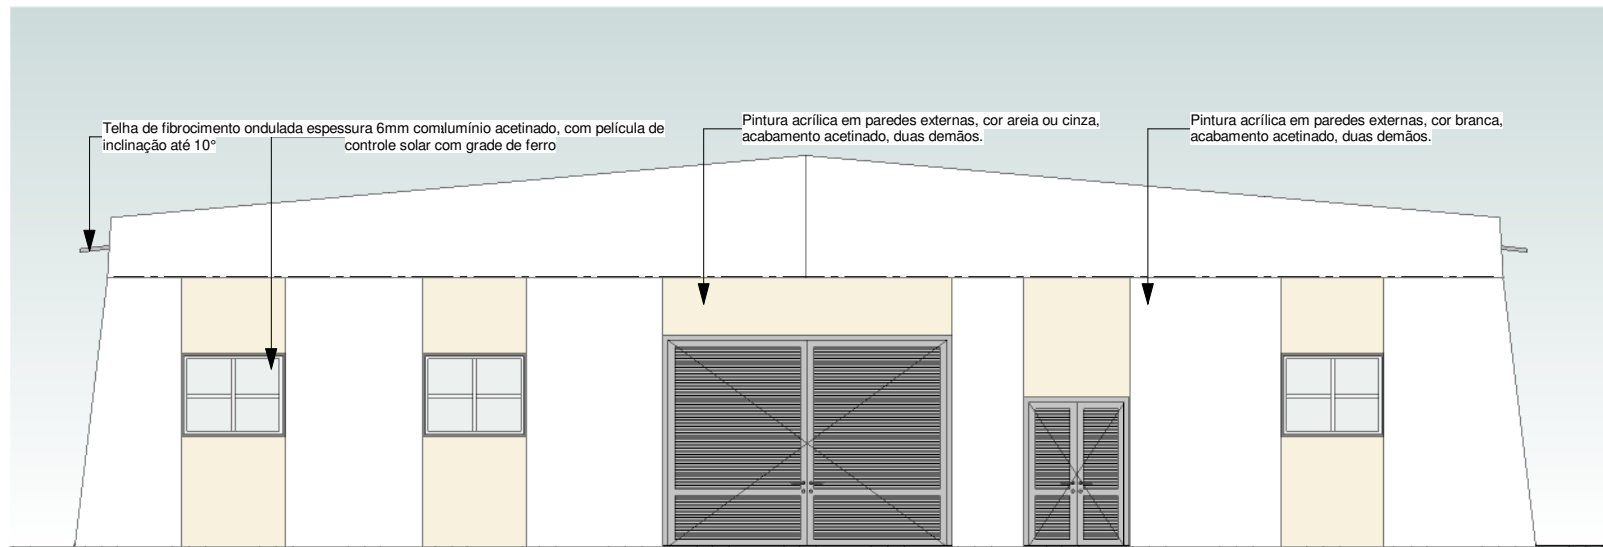 Telha de fibrocimento ondulada espessura 6mm com
inclinação até 10°
lumínio acetinado, com película de
controle solar com grade de ferro
Pintura acrílica em paredes externas, cor areia ou cinza,
acabamento acetinado, duas demãos.
Pintura acrílica em paredes externas, cor branca,
acabamento acetinado, duas demãos.